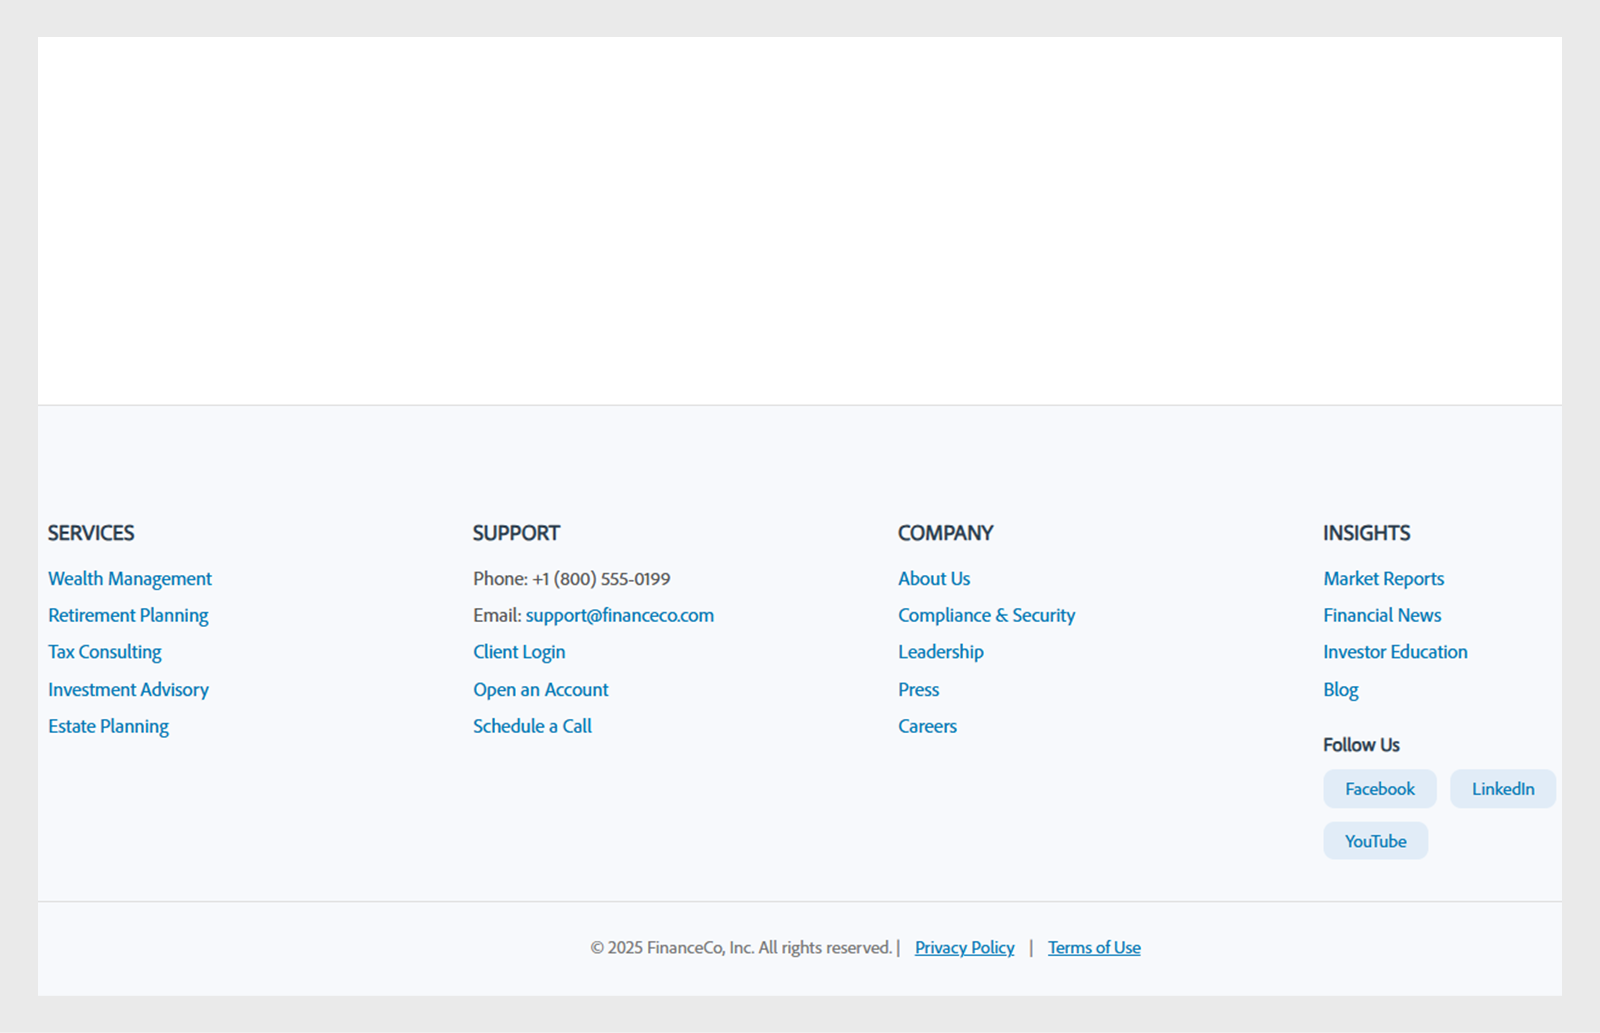 SERVICES
Wealth Management
Retirement Planning
Tax Consulting
Investment Advisory
Estate Planning
SUPPORT
Phone: +1 (800) 555-0199
Email: support@financeco.com
Client Login
Open an Account
Schedule a Call
COMPANY
About Us
Compliance & Security
Leadership
Press
Careers
INSIGHTS
Market Reports
Financial News
Investor Education
Blog
Follow Us
Facebook LinkedIn
YouTube
© 2025 FinanceCo, Inc. All rights reserved. | Privacy Policy | Terms of Use